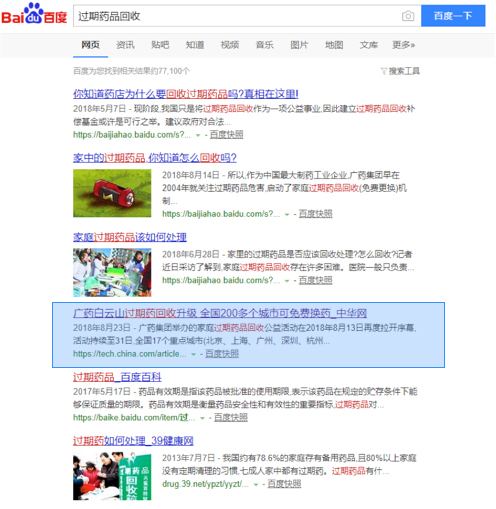 Bai百度
过期药品回收
百度一下
网页 资讯 贴吧 知道 视频 音乐 图片 地图 文库 更多»
百度为您找到相关结果约77,100个
搜索工具
你知道药店为什么要回收过期药品吗?真相在这里!
2018年5月7日 - 现阶段,我国只是将过期药品回收作为一项公益事业,因此建立过期药品回收补
偿基金或许是可行之举。建议政府对合法...
https://baijiahao.baidu.com/s?... - 百度快照
家中的过期药品,你知道怎么回收吗?
2018年8月14日 - 所以,作为中国最大制药工业企业,广药集团早在
2004年就关注过期药品危害,启动了家庭过期药品回收(免费更换)机
制...
https://baijiahao.baidu.com/s?... - 百度快照
家庭过期药品该如何处理
2018年6月28日 - 家里的过期药品是否应该回收处理?怎么回收?记者
近日采访了解到,家庭过期药品回收存在许多困难。医院一般只负责...
https://baijiahao.baidu.com/s?... - 百度快照
广药白云山过期药回收升级 全国200多个城市可免费换药_中华网
2018年8月23日 - 广药集团举办的家庭过期药品回收公益活动在2018年8月13日再度拉开序幕,
活动持续至31日,全国17个重点城市(北京、上海、广州、深圳、杭州...
https://tech.china.com/article... - 百度快照
过期药品_百度百科
2017年5月17日 - 药品有效期是指该药品被批准的使用期限,表示该药品在规定的贮存条件下能
够保证质量的期限。药品有效期是衡量药品安全性和有效性的重要指标,过期药品对...
https://baike.baidu.com/item/过... - 百度快照
过期药如何处理_39健康网
2013年7月7日 - 我国约有78.6%的家庭存有备用药品,且80%以上家庭
没有定期清理的习惯,七成人家中都有过期药。过期药品有什...
drug.39.net/ypzt/yyzt/... - 百度快照